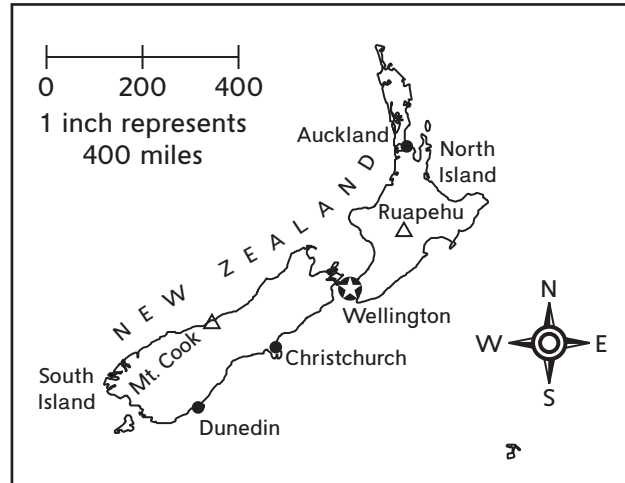 0 200 400
1 inch represents
400 miles
Auckland
North
Island
NEW ZEALAND
Ruapehu
Wellington
N
W E
S
Christchurch
Mt. Cook
South
Island
Dunedin